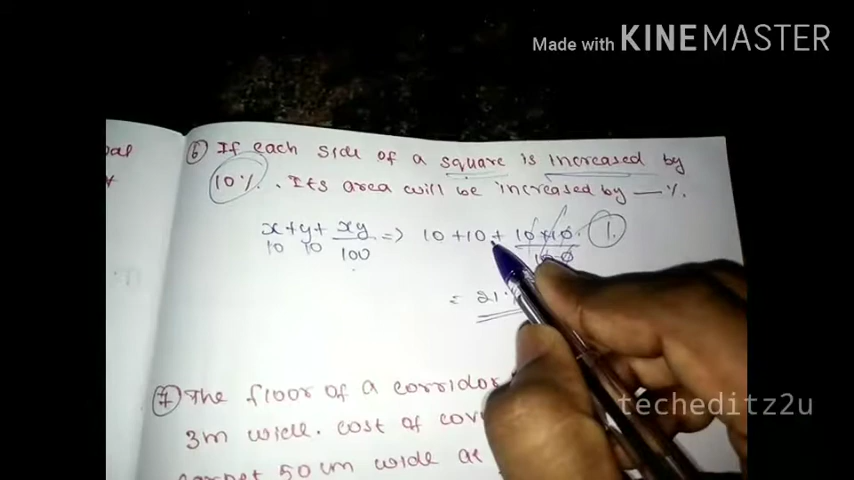 Made with KINEMASTER
⑥ If each side of a square is increased by
10%. Its area will be increased by — %.
x+y+ xy/100 => 10+10+ 10*10/100 1
10 10
= 21
⑦ The floor of a corridor
3m wide. cost of
carpet 50 cm wide
techeditz2u